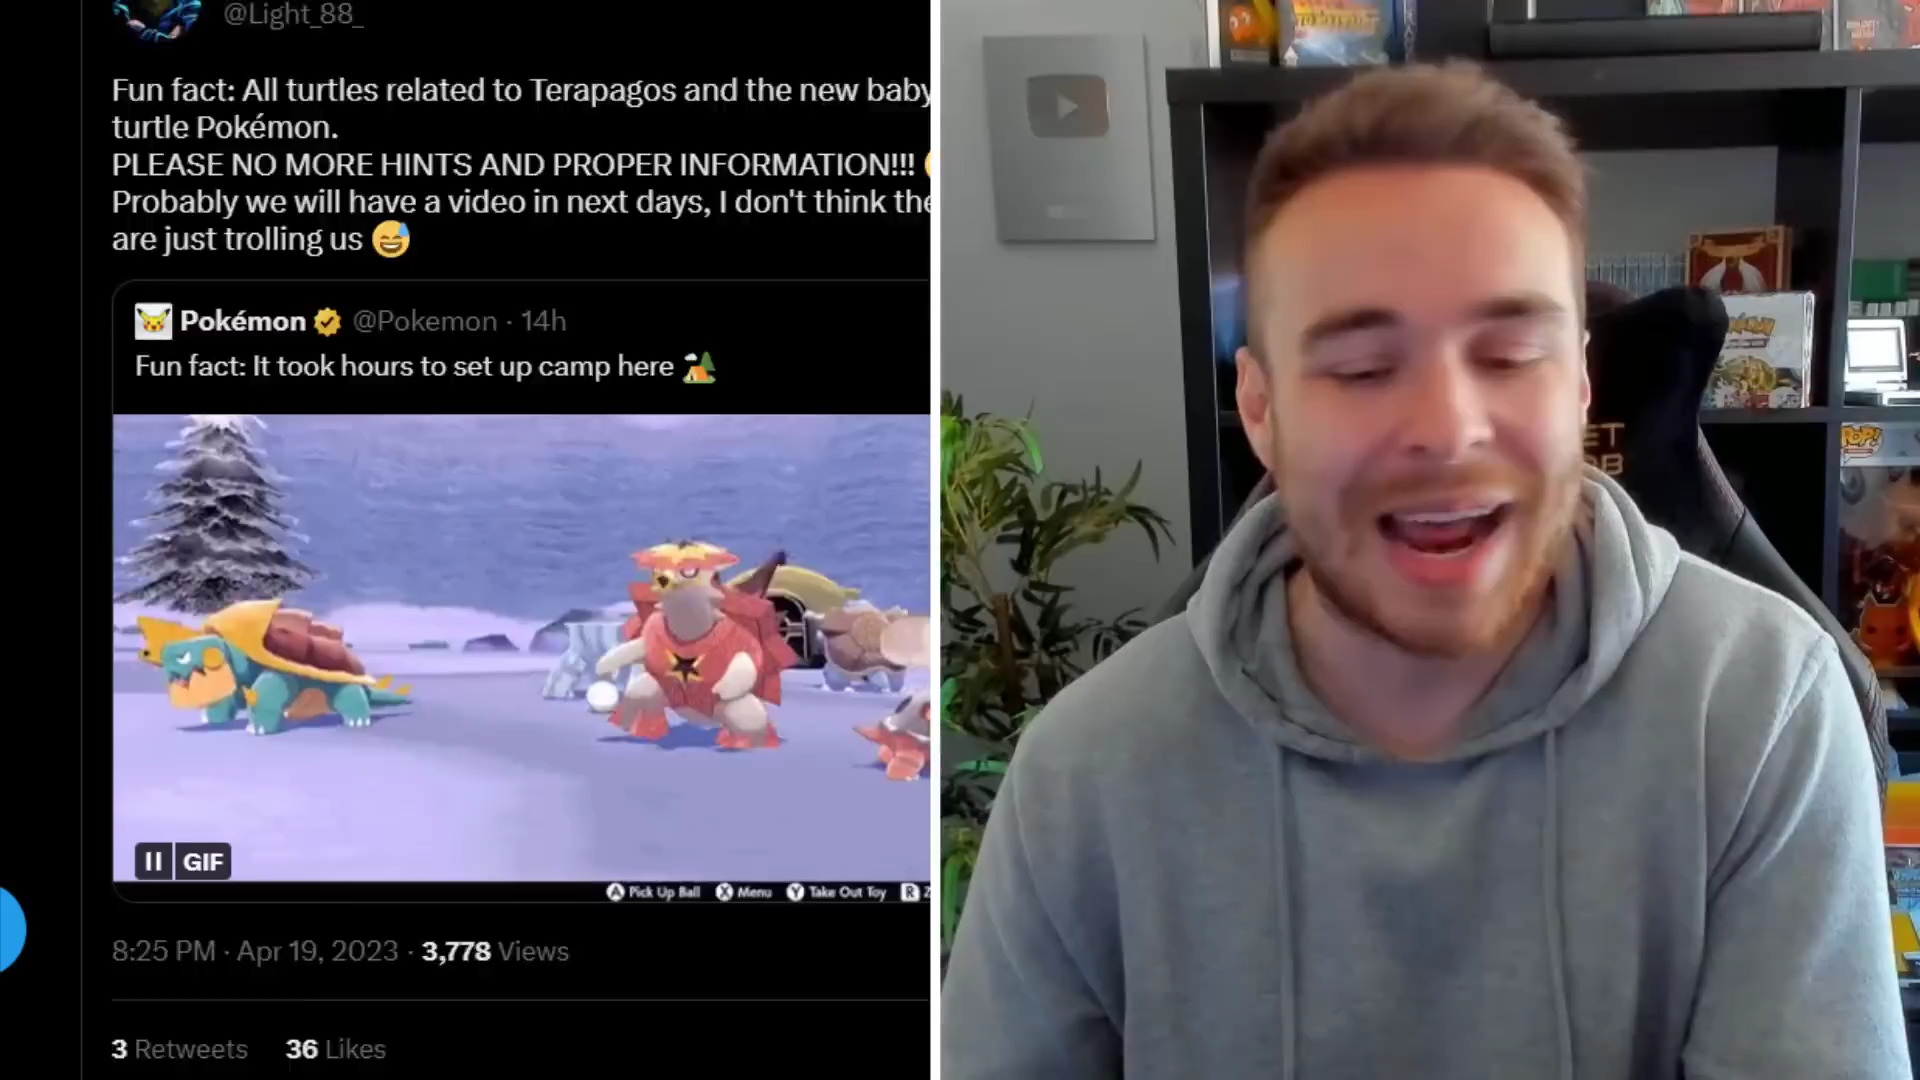 @Light_88_
Fun fact: All turtles related to Terapagos and the new baby
turtle Pokémon.
PLEASE NO MORE HINTS AND PROPER INFORMATION!!!
Probably we will have a video in next days, I don't think the
are just trolling us 😅
Pokémon @Pokemon · 14h
Fun fact: It took hours to set up camp here 🏕️
GIF
A Pick Up Ball X Menu Y Take Out Toy R
8:25 PM · Apr 19, 2023 · 3,778 Views
3 Retweets 36 Likes
POP!